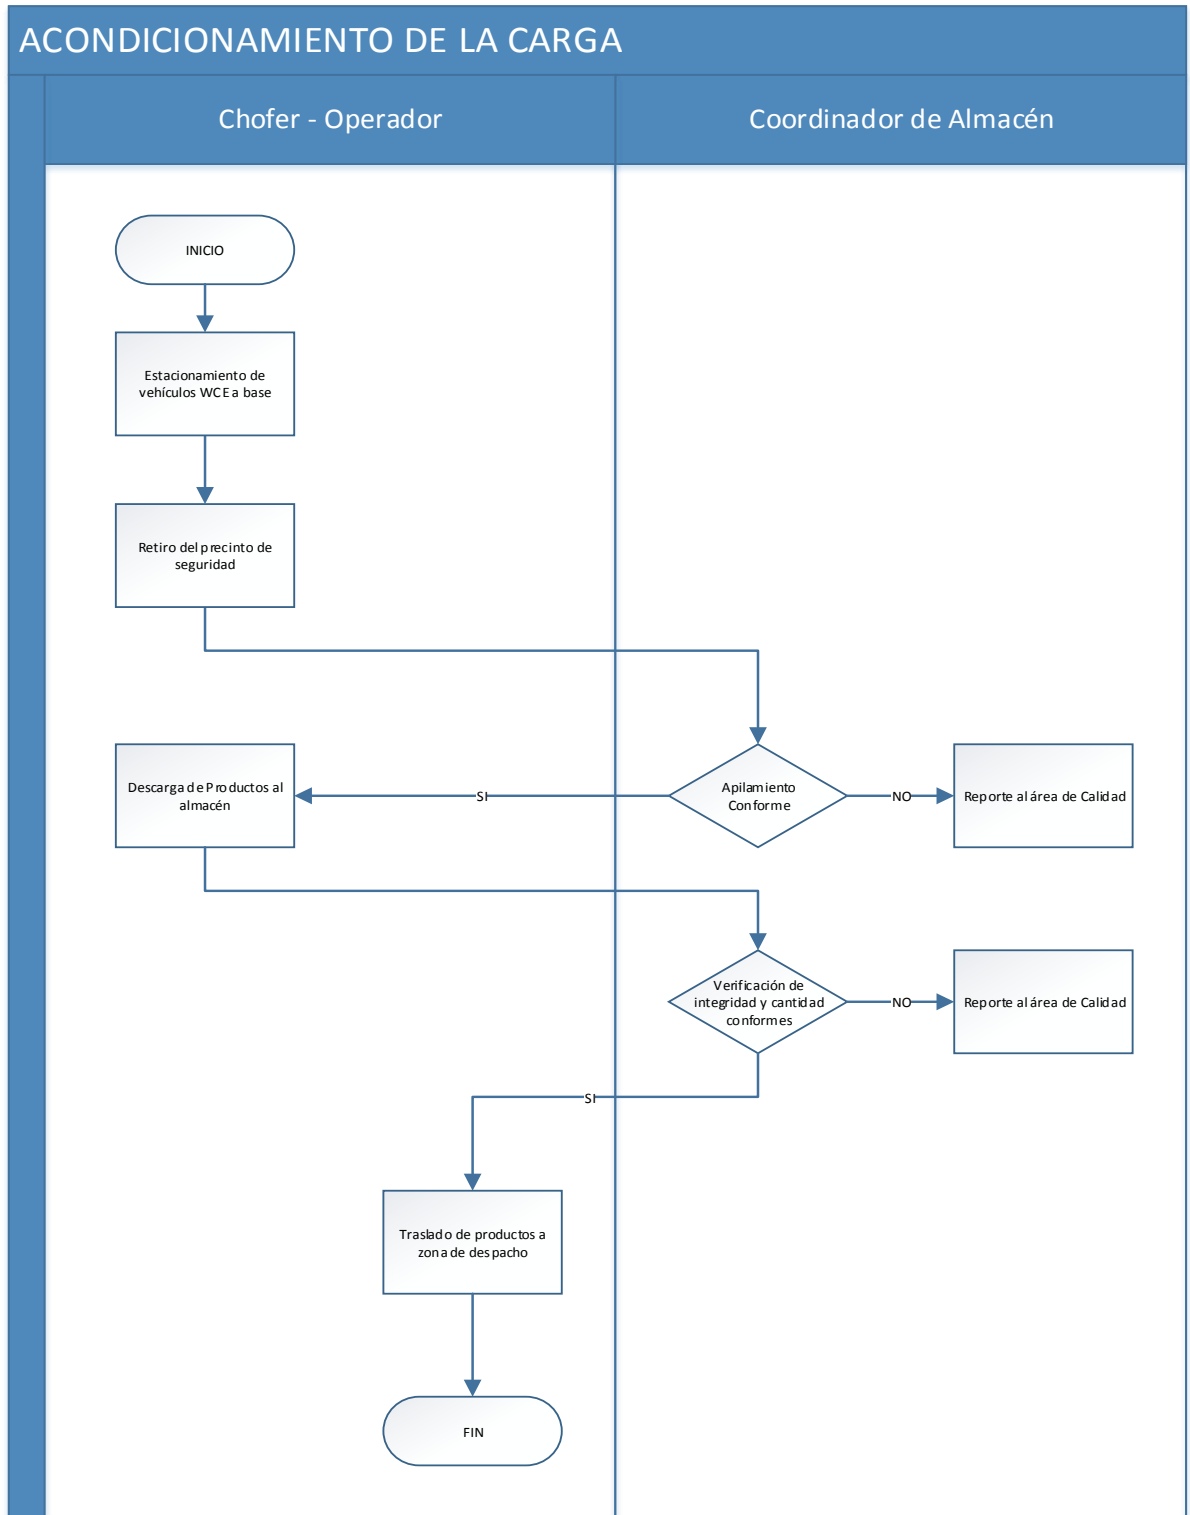 ACONDICIONAMIENTO DE LA CARGA
Chofer - Operador
Coordinador de Almacén
INICIO
Estacionamiento de
vehículos WCE a base
Retiro del precinto de
seguridad
Descarga de Productos al
almacén
SI
Apilamiento
Conforme
NO
Reporte al área de Calidad
Verificación de
integridad y cantidad
conformes
NO
Reporte al área de Calidad
SI
Traslado de productos a
zona de despacho
FIN